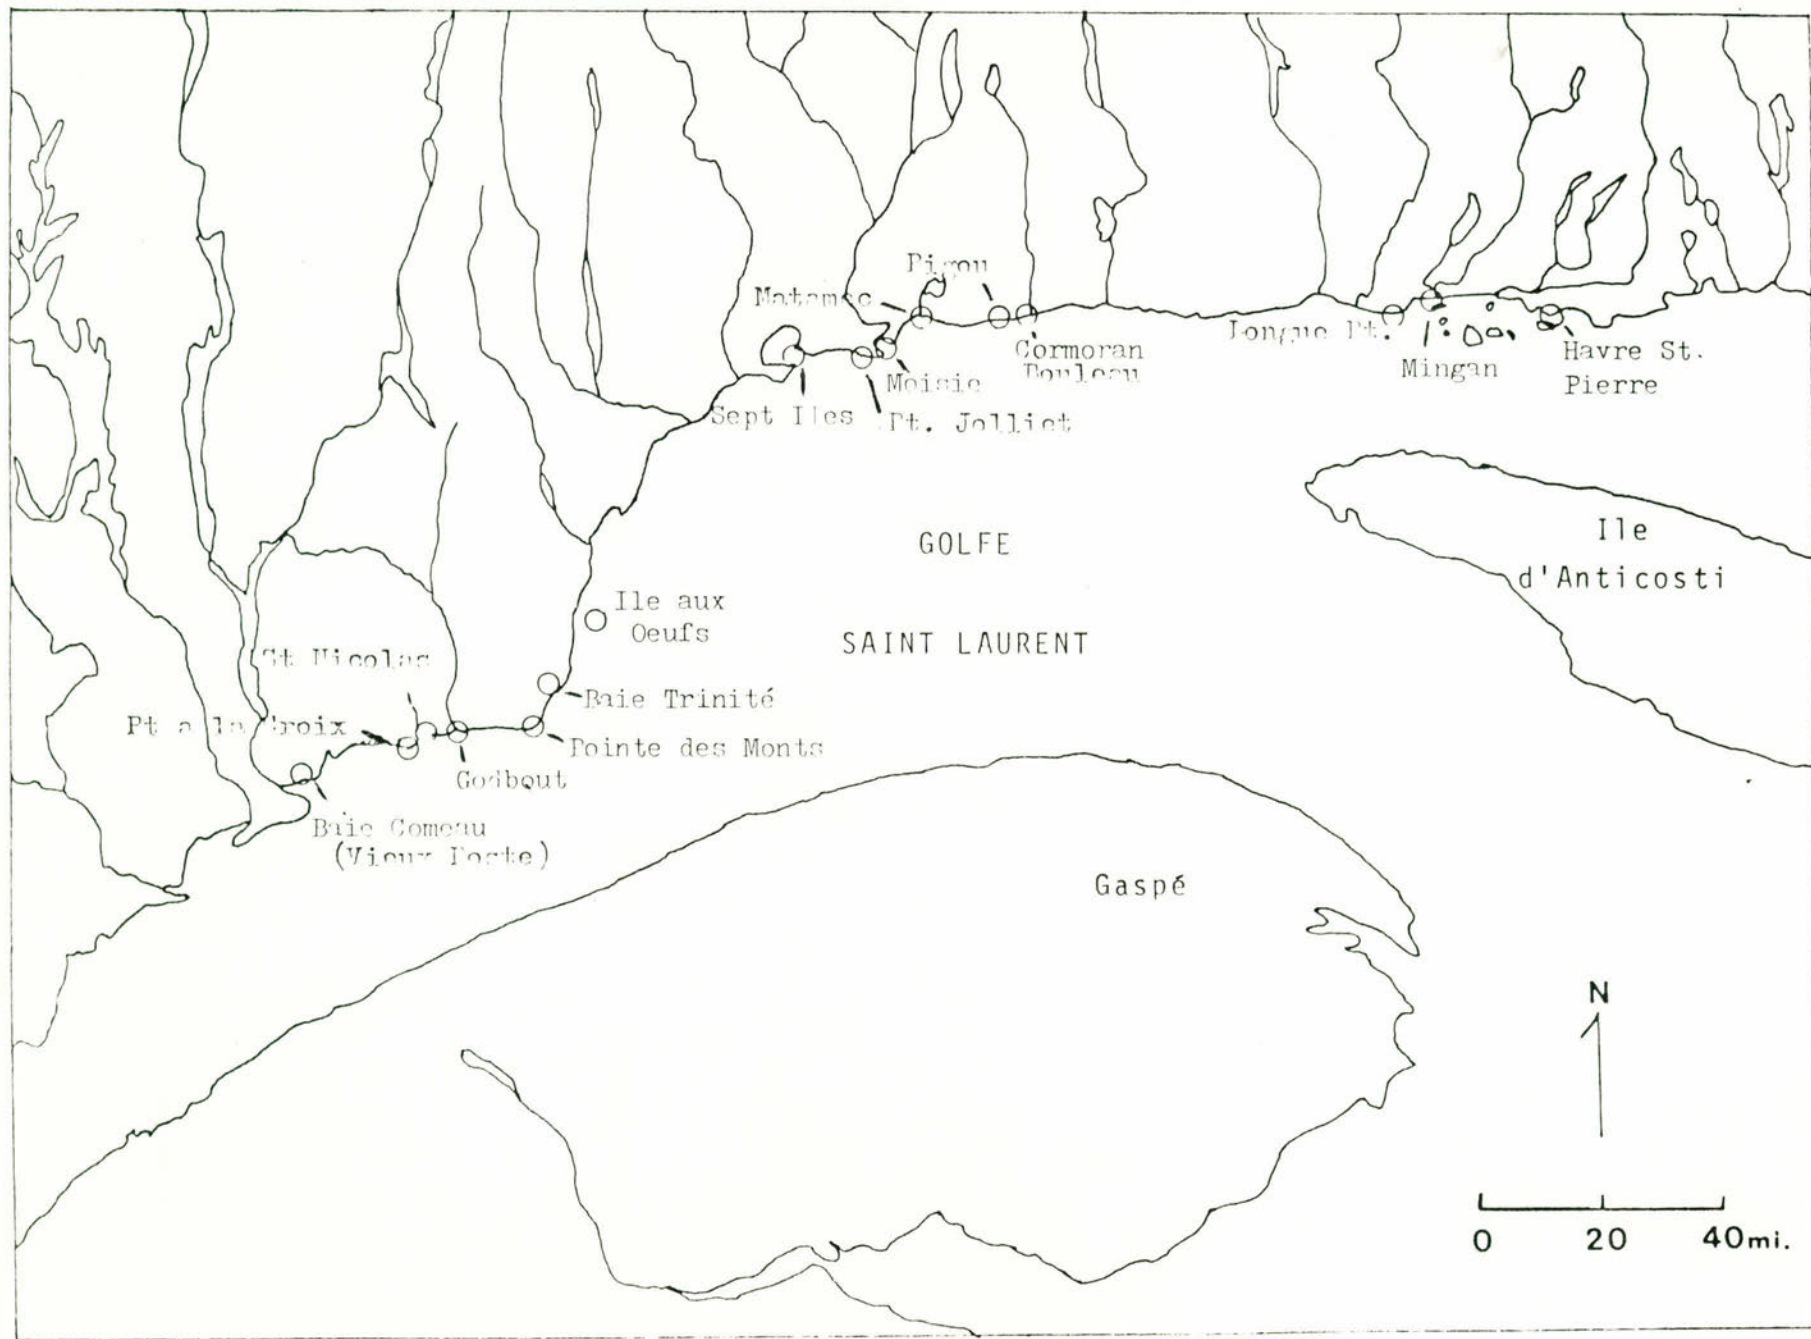 Pigou
Matamec
Longue Pt.
Cormoran
Bouleau
Mingan
Havre St.
Pierre
Moisie
Sept Iles
Pt. Jolliet
GOLFE
SAINT LAURENT
Ile
d'Anticosti
Ile aux
Oeufs
St Nicolas
Baie Trinité
Pt a la Croix
Pointe des Monts
Godbout
Baie Comeau
(Vieux Poste)
Gaspé
N
0 20 40mi.